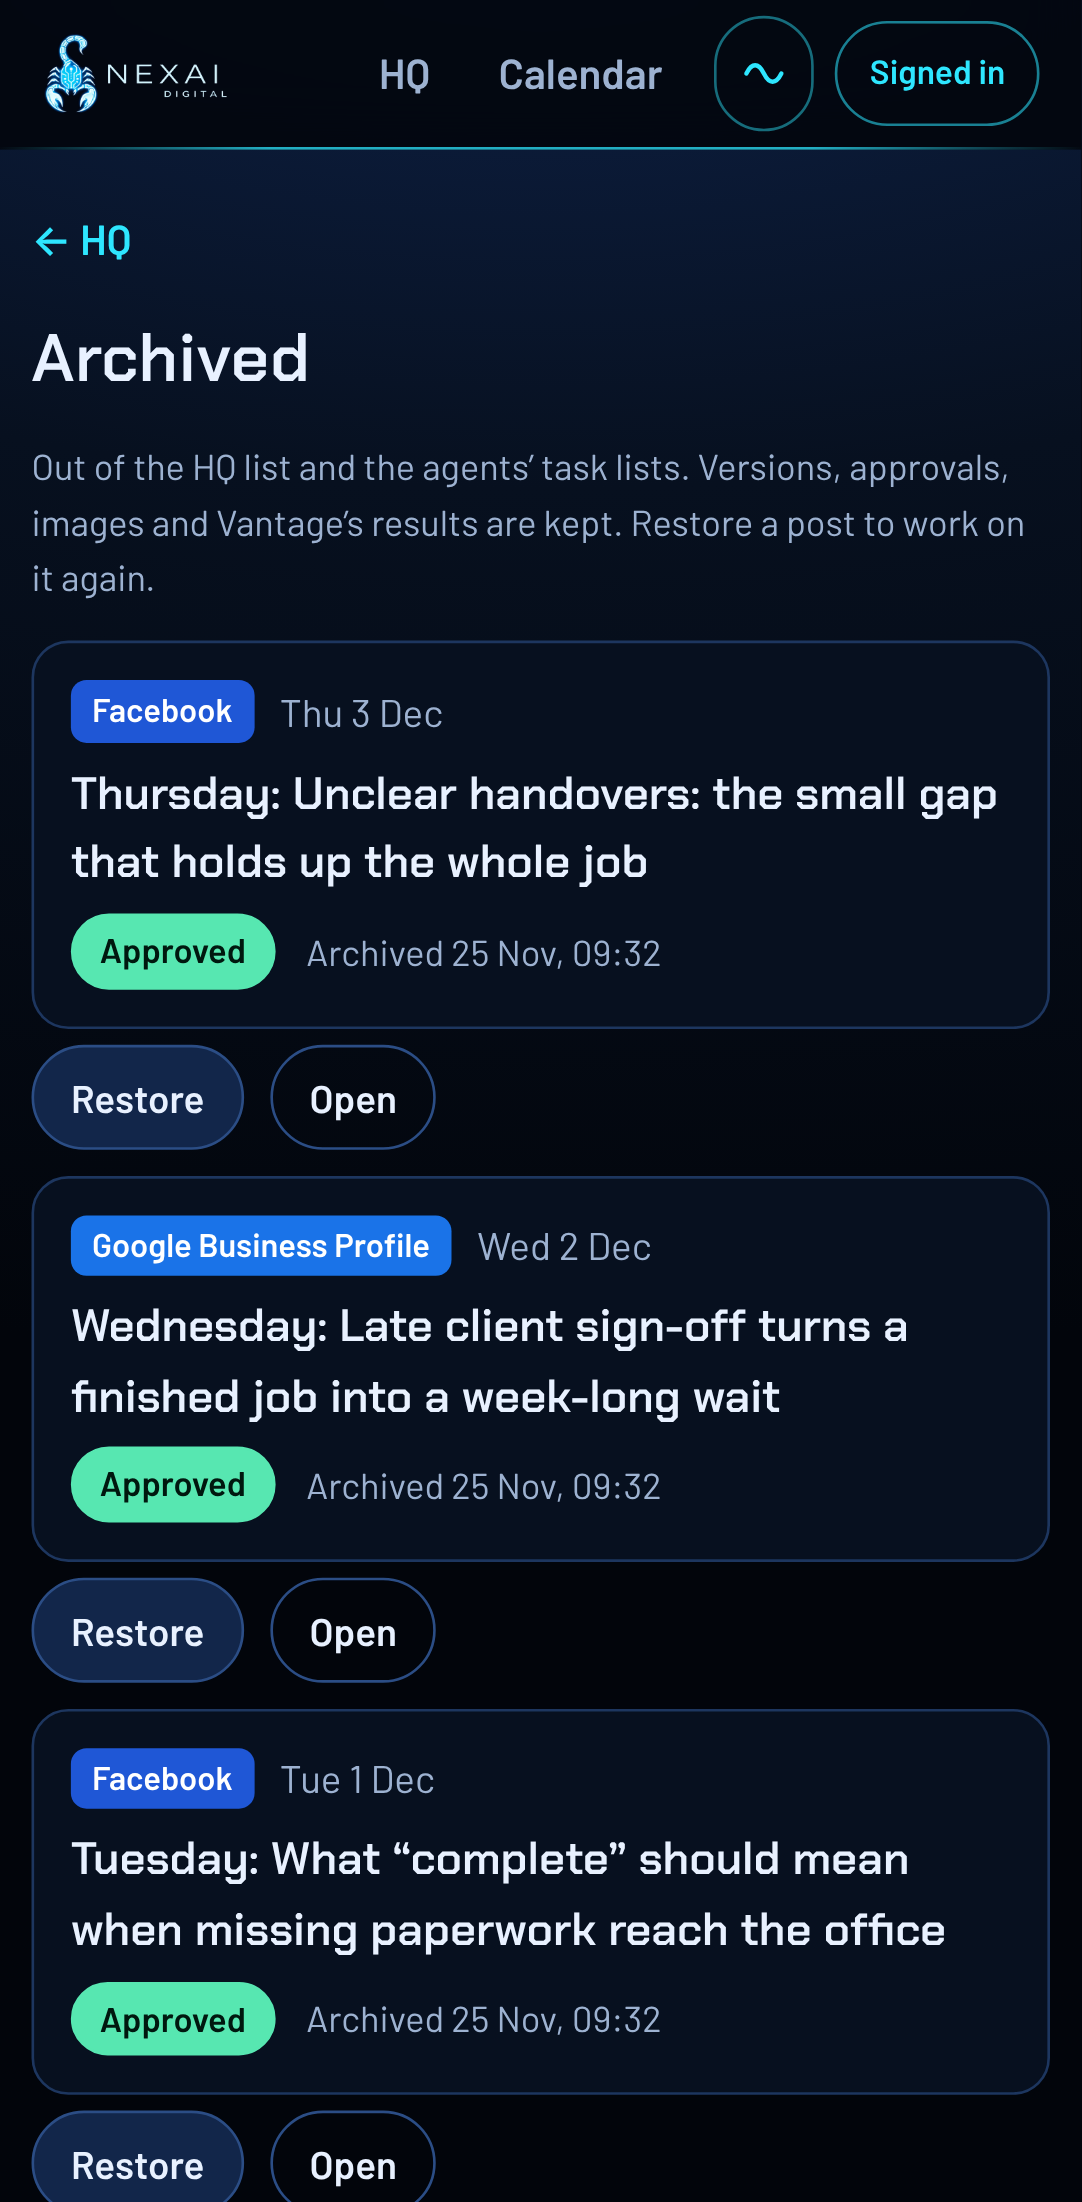 NEXAI
DIGITAL
HQ
Calendar
Signed in
← HQ
Archived
Out of the HQ list and the agents’ task lists. Versions, approvals,
images and Vantage’s results are kept. Restore a post to work on
it again.
Facebook
Thu 3 Dec
Thursday: Unclear handovers: the small gap
that holds up the whole job
Approved
Archived 25 Nov, 09:32
Restore
Open
Google Business Profile
Wed 2 Dec
Wednesday: Late client sign-off turns a
finished job into a week-long wait
Approved
Archived 25 Nov, 09:32
Restore
Open
Facebook
Tue 1 Dec
Tuesday: What “complete” should mean
when missing paperwork reach the office
Approved
Archived 25 Nov, 09:32
Restore
Open